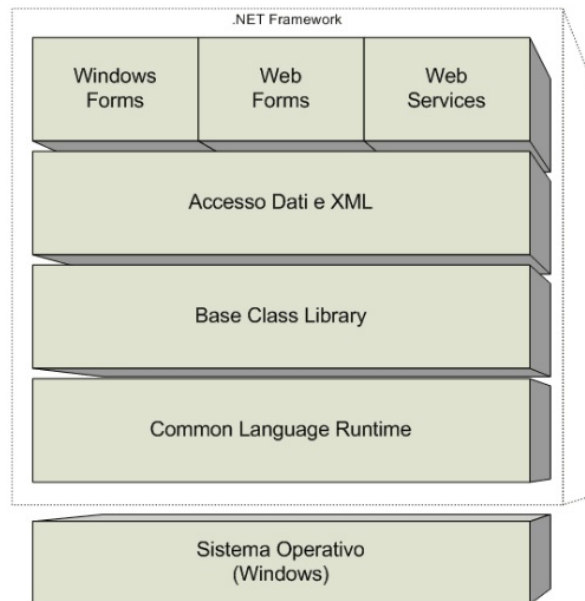 .NET Framework
Windows
Forms
Web
Forms
Web
Services
Accesso Dati e XML
Base Class Library
Common Language Runtime
Sistema Operativo
(Windows)